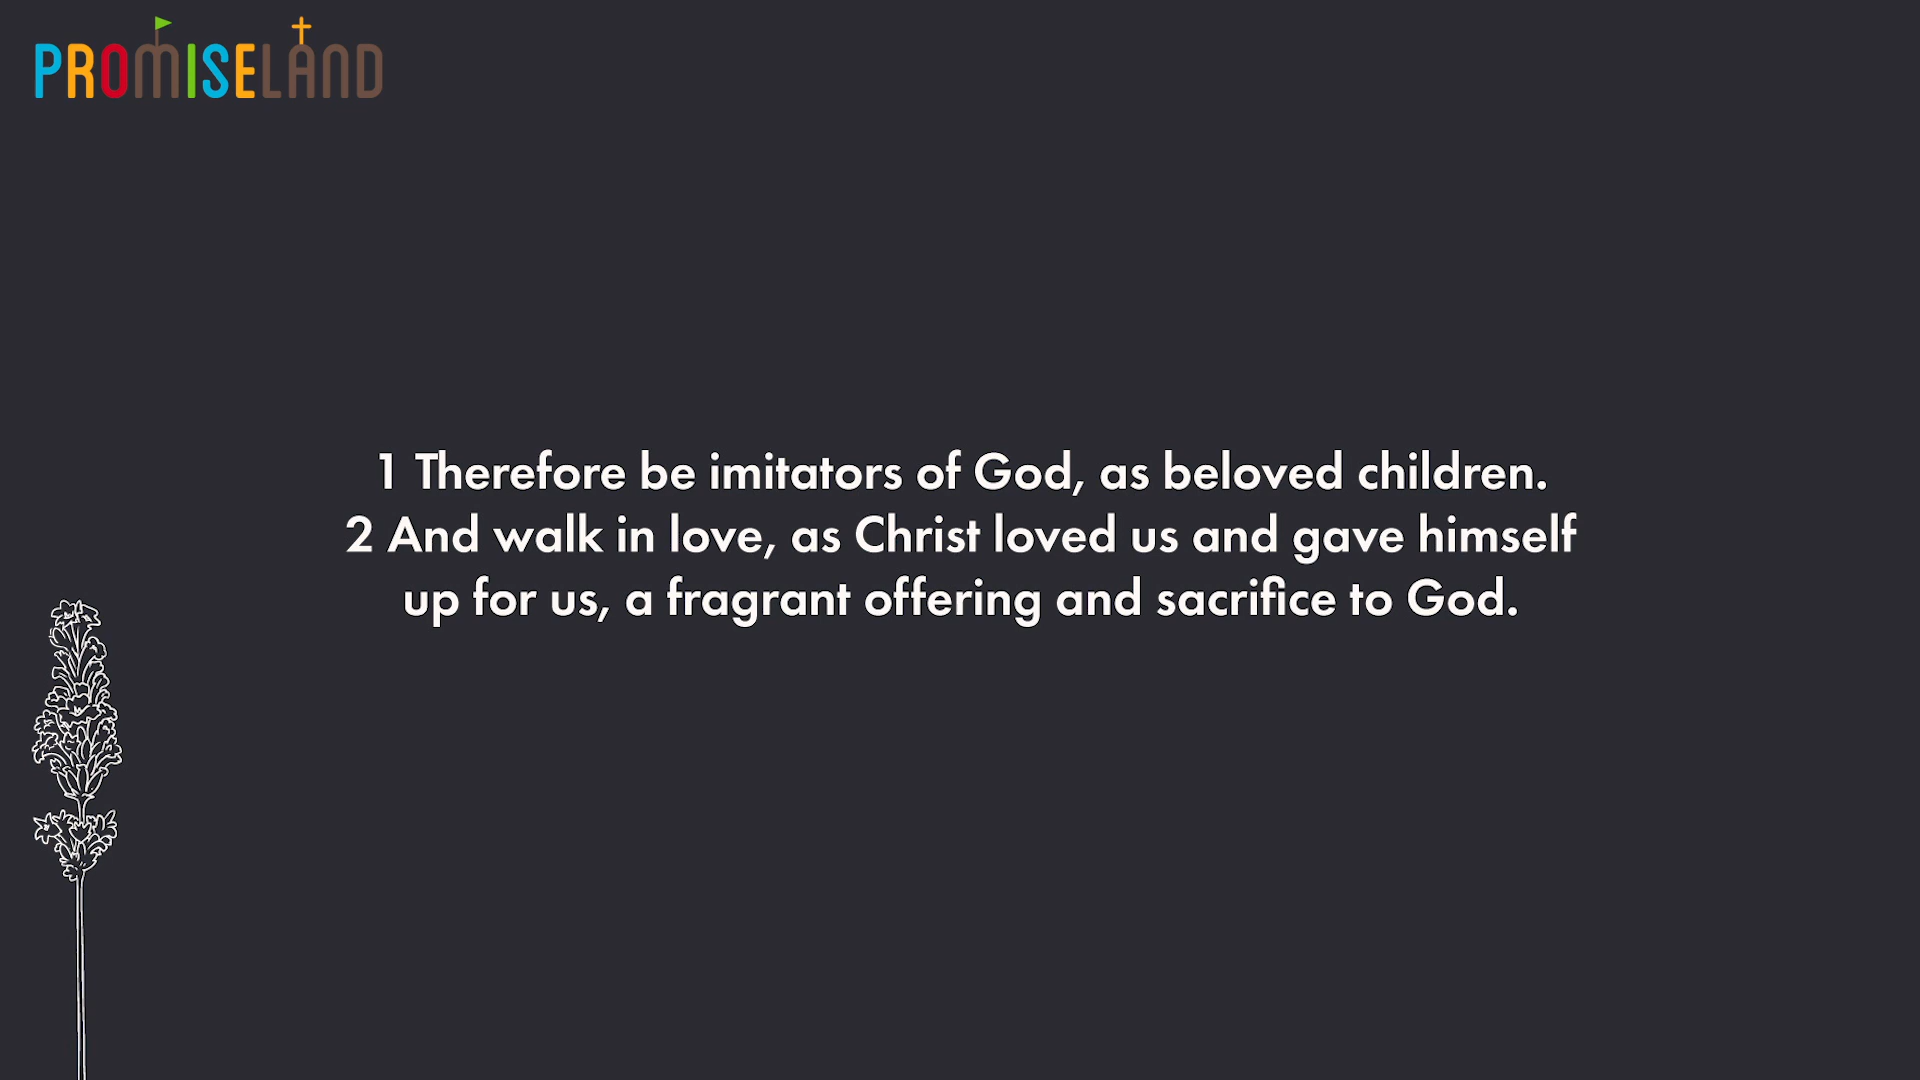 PROMISELAND
1 Therefore be imitators of God, as beloved children.
2 And walk in love, as Christ loved us and gave himself
up for us, a fragrant offering and sacrifice to God.